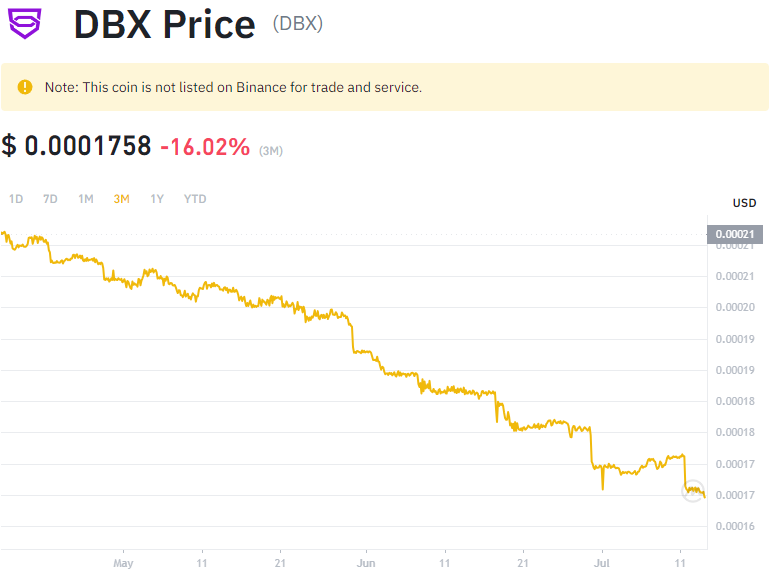 DBX Price (DBX)
Note: This coin is not listed on Binance for trade and service.
$ 0.0001758 -16.02% (3M)
1D 7D 1M 3M 1Y YTD
USD
0.00021
0.00021
0.00021
0.00020
0.00019
0.00019
0.00018
0.00018
0.00017
0.00017
0.00016
May 11 21 Jun 11 21 Jul 11